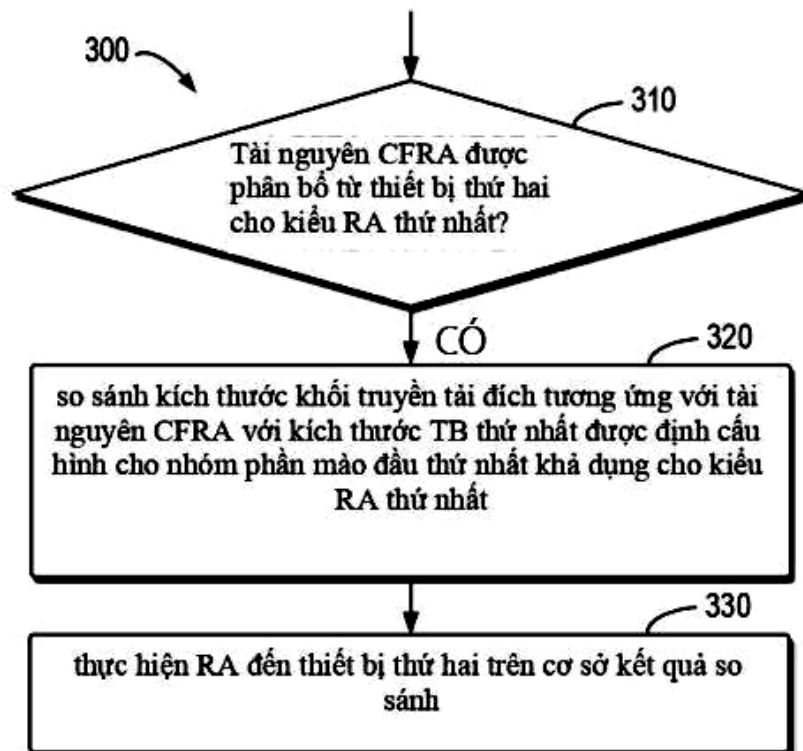 300
310
Tài nguyên CFRA được
phân bổ từ thiết bị thứ hai
cho kiểu RA thứ nhất?
CÓ
320
so sánh kích thước khối truyền tải đích tương ứng với tài
nguyên CFRA với kích thước TB thứ nhất được định cấu
hình cho nhóm phần mào đầu thứ nhất khả dụng cho kiểu
RA thứ nhất
330
thực hiện RA đến thiết bị thứ hai trên cơ sở kết quả so
sánh